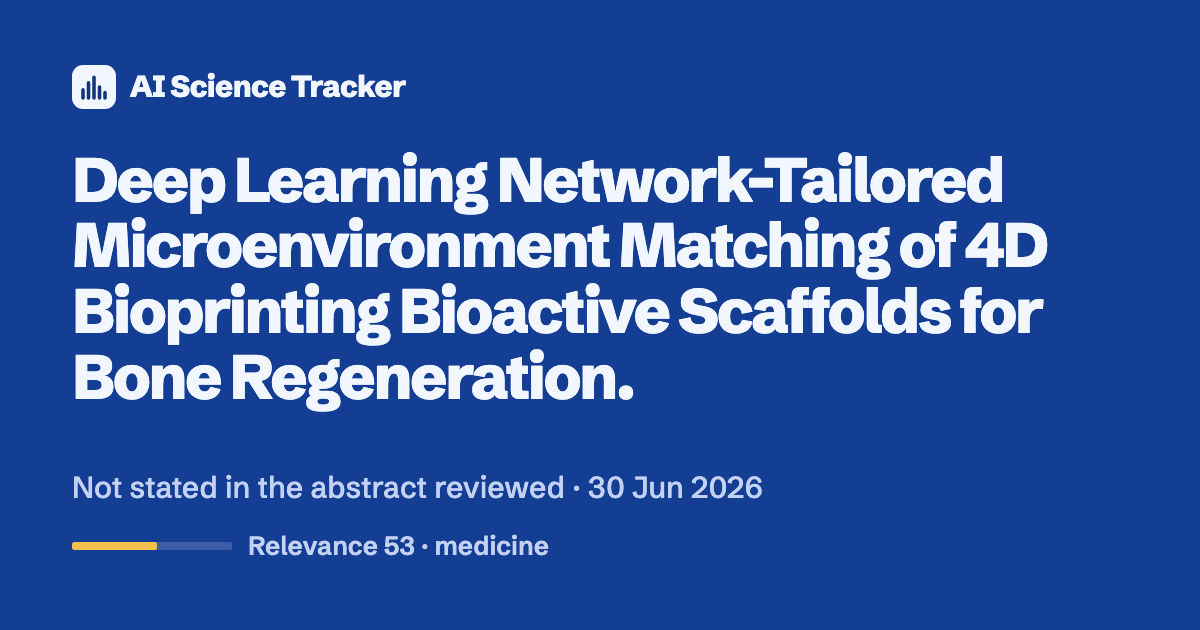 AI Science Tracker
Deep Learning Network-Tailored
Microenvironment Matching of 4D
Bioprinting Bioactive Scaffolds for
Bone Regeneration.
Not stated in the abstract reviewed · 30 Jun 2026
Relevance 53 · medicine